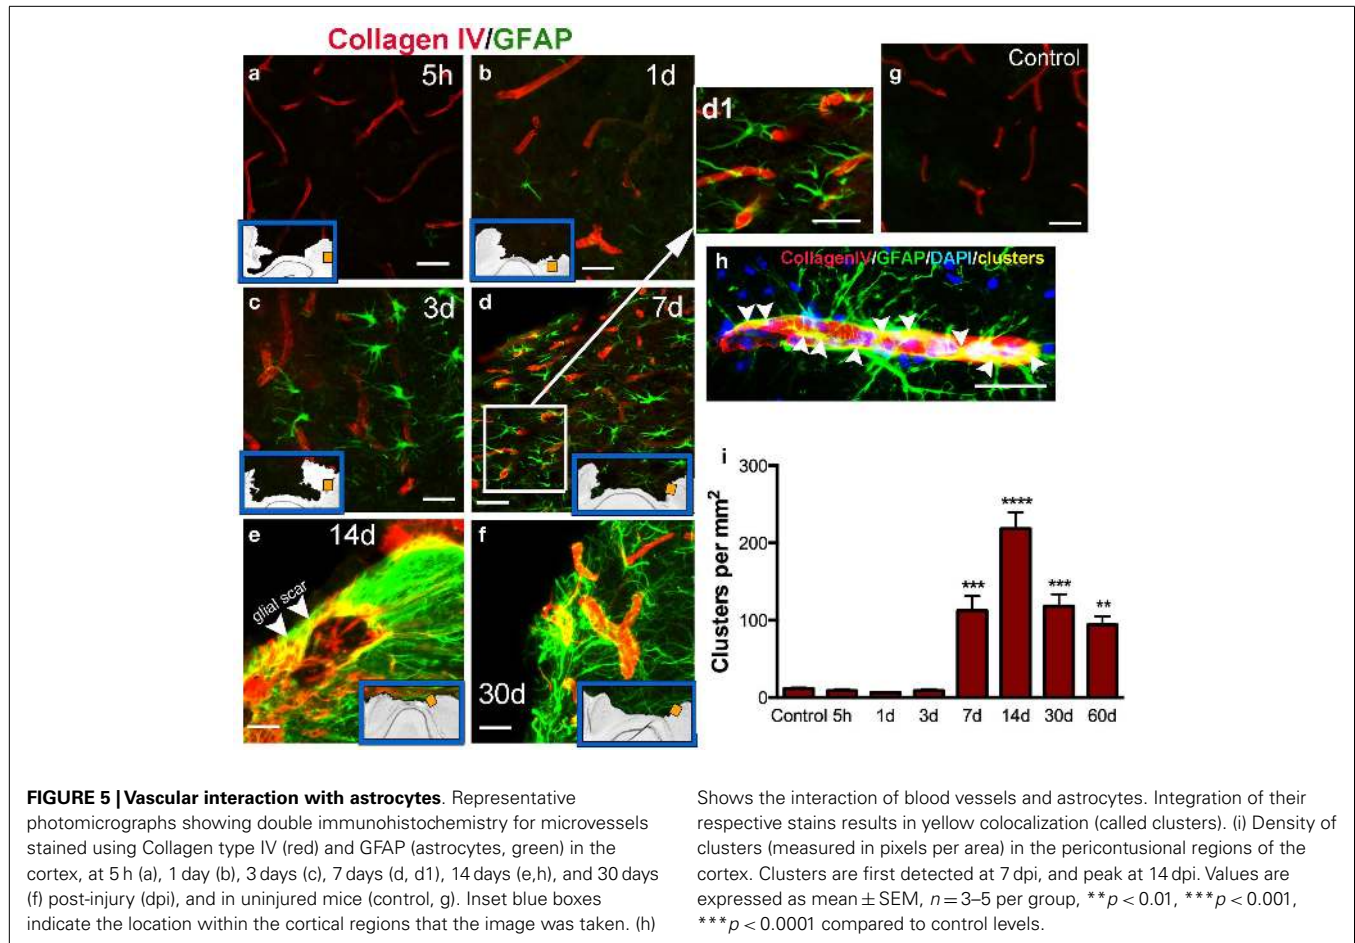 Collagen IV/GFAP
a 5h
b 1d
d1
g Control
c 3d
d 7d
h CollagenIV/GFAP/DAPI/clusters
e 14d
glial scar
f
30d
i
Clusters per mm²
300
200
100
0
***
****
***
**
Control 5h 1d 3d 7d 14d 30d 60d
FIGURE 5 | Vascular interaction with astrocytes. Representative
photomicrographs showing double immunohistochemistry for microvessels
stained using Collagen type IV (red) and GFAP (astrocytes, green) in the
cortex, at 5 h (a), 1 day (b), 3 days (c), 7 days (d, d1), 14 days (e,h), and 30 days
(f) post-injury (dpi), and in uninjured mice (control, g). Inset blue boxes
indicate the location within the cortical regions that the image was taken. (h)
Shows the interaction of blood vessels and astrocytes. Integration of their
respective stains results in yellow colocalization (called clusters). (i) Density of
clusters (measured in pixels per area) in the pericontusional regions of the
cortex. Clusters are first detected at 7 dpi, and peak at 14 dpi. Values are
expressed as mean ± SEM, n = 3–5 per group, **p < 0.01, ***p < 0.001,
***p < 0.0001 compared to control levels.